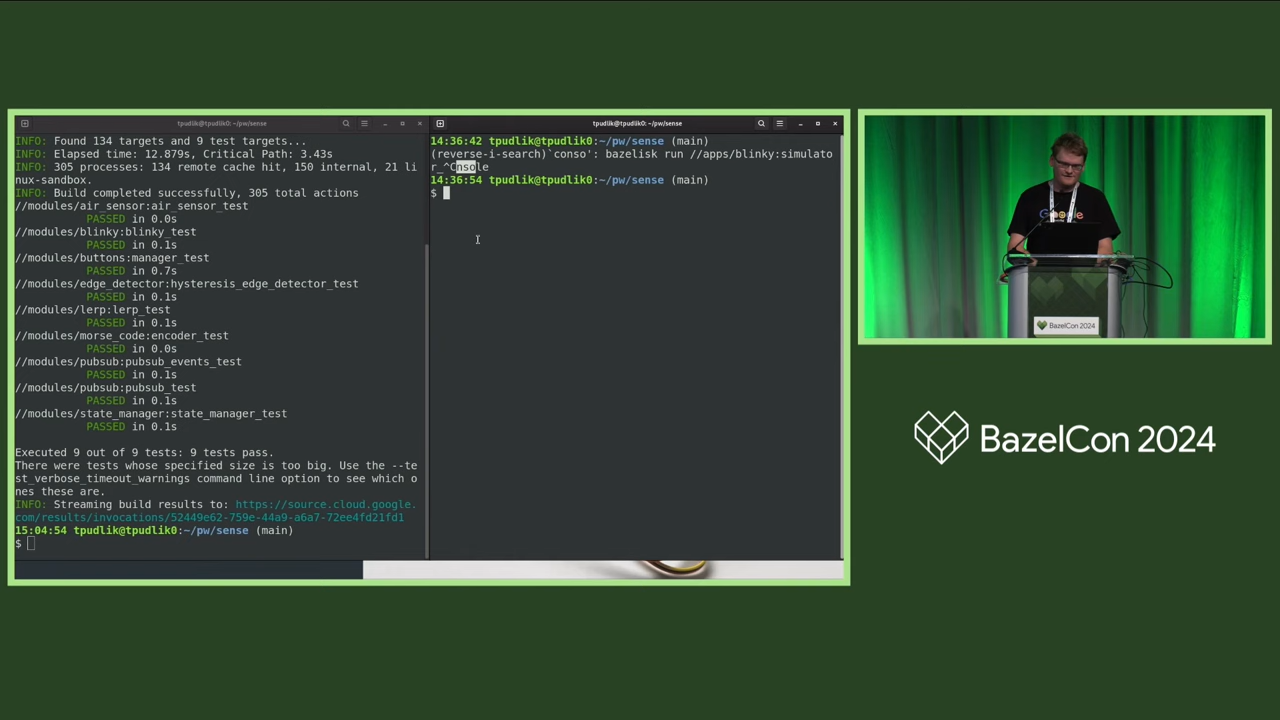 tpudlik@tpudlik0: ~/pw/sense
INFO: Found 134 targets and 9 test targets...
INFO: Elapsed time: 12.879s, Critical Path: 3.43s
INFO: 305 processes: 134 remote cache hit, 150 internal, 21 li
nux-sandbox.
INFO: Build completed successfully, 305 total actions
//modules/air_sensor:air_sensor_test
PASSED in 0.0s
//modules/blinky:blinky_test
PASSED in 0.1s
//modules/buttons:manager_test
PASSED in 0.7s
//modules/edge_detector:hysteresis_edge_detector_test
PASSED in 0.1s
//modules/lerp:lerp_test
PASSED in 0.1s
//modules/morse_code:encoder_test
PASSED in 0.0s
//modules/pubsub:pubsub_events_test
PASSED in 0.1s
//modules/pubsub:pubsub_test
PASSED in 0.1s
//modules/state_manager:state_manager_test
PASSED in 0.1s
Executed 9 out of 9 tests: 9 tests pass.
There were tests whose specified size is too big. Use the --te
st_verbose_timeout_warnings command line option to see which o
nes these are.
INFO: Streaming build results to: https://source.cloud.google.
com/results/invocations/52449e62-759e-44a9-a6a7-72ee4fd21fd1
15:04:54 tpudlik@tpudlik0:~/pw/sense (main)
$
tpudlik@tpudlik0:~/pw/sense
14:36:42 tpudlik@tpudlik0:~/pw/sense (main)
(reverse-i-search)`conso': bazelisk run //apps/blinky:simulato
r_^Console
14:36:54 tpudlik@tpudlik0:~/pw/sense (main)
$
Google
BazelCon 2024
BazelCon 2024